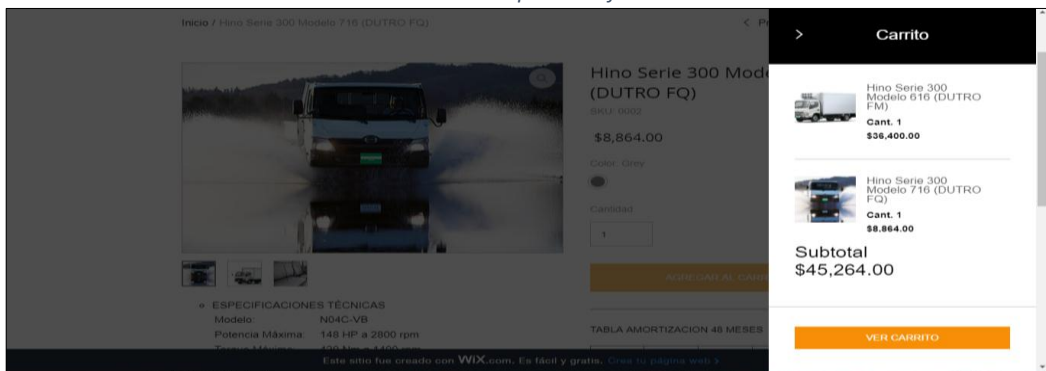 Inicio / Hino Serie 300 Modelo 716 (DUTRO FQ)
Hino Serie 300
(DUTRO FQ)
SKU: 0002
$8,864.00
Color: Grey
Cantidad
1
AGREGAR AL
ESPECIFICACIONES TÉCNICAS
Modelo: N04C-VB
Potencia Máxima: 148 HP a 2800 rpm
TABLA AMORTIZACION 48 MESES
Este sitio fue creado con WIX.com. Es fácil y gratis. Crea tu página web >
> Carrito
Hino Serie 300
Modelo 616 (DUTRO
FM)
Cant. 1
$36,400.00
Hino Serie 300
Modelo 716 (DUTRO
FQ)
Cant. 1
$8,864.00
Subtotal
$45,264.00
VER CARRITO